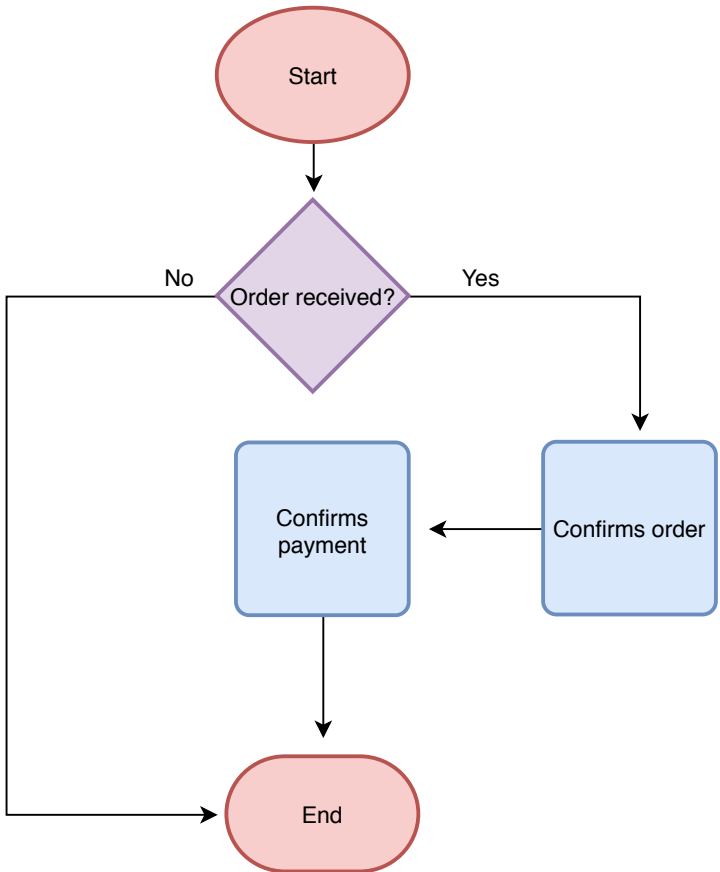 Start
No
Yes
Order received?
Confirms
payment
Confirms order
End